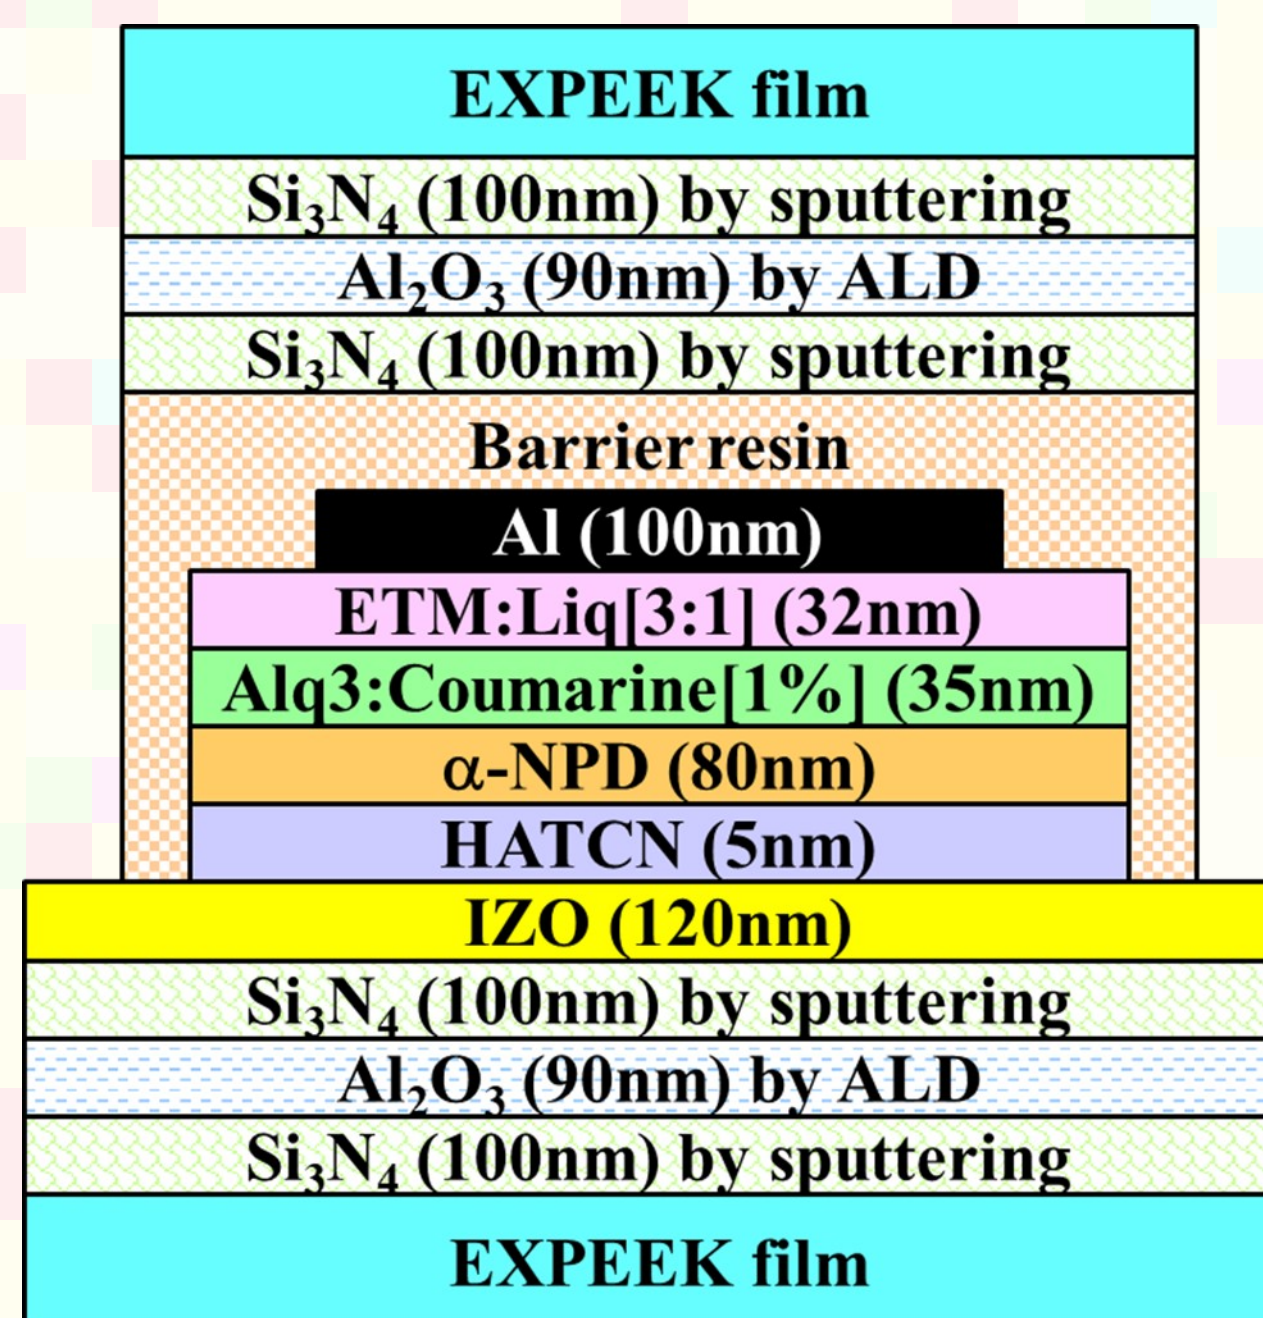 EXPEEK film
Si₃N₄ (100nm) by sputtering
Al₂O₃ (90nm) by ALD
Si₃N₄ (100nm) by sputtering
Barrier resin
Al (100nm)
ETM:Liq[3:1] (32nm)
Alq3:Coumarine[1%] (35nm)
α-NPD (80nm)
HATCN (5nm)
IZO (120nm)
Si₃N₄ (100nm) by sputtering
Al₂O₃ (90nm) by ALD
Si₃N₄ (100nm) by sputtering
EXPEEK film